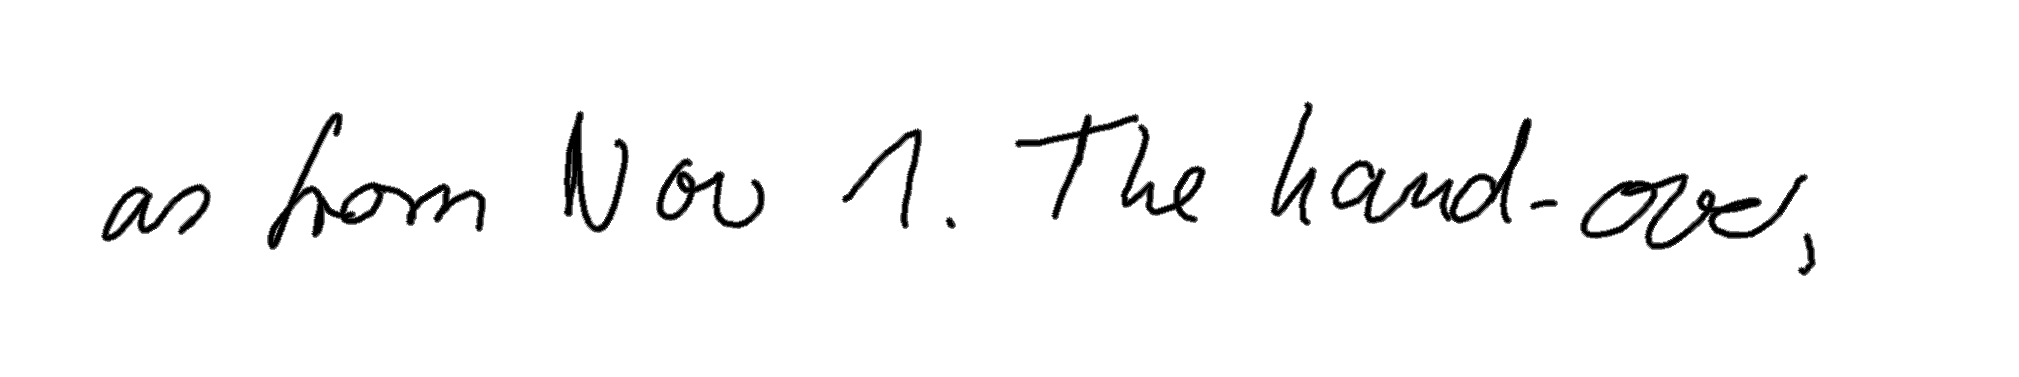 as from Nov 1. The hand-over,